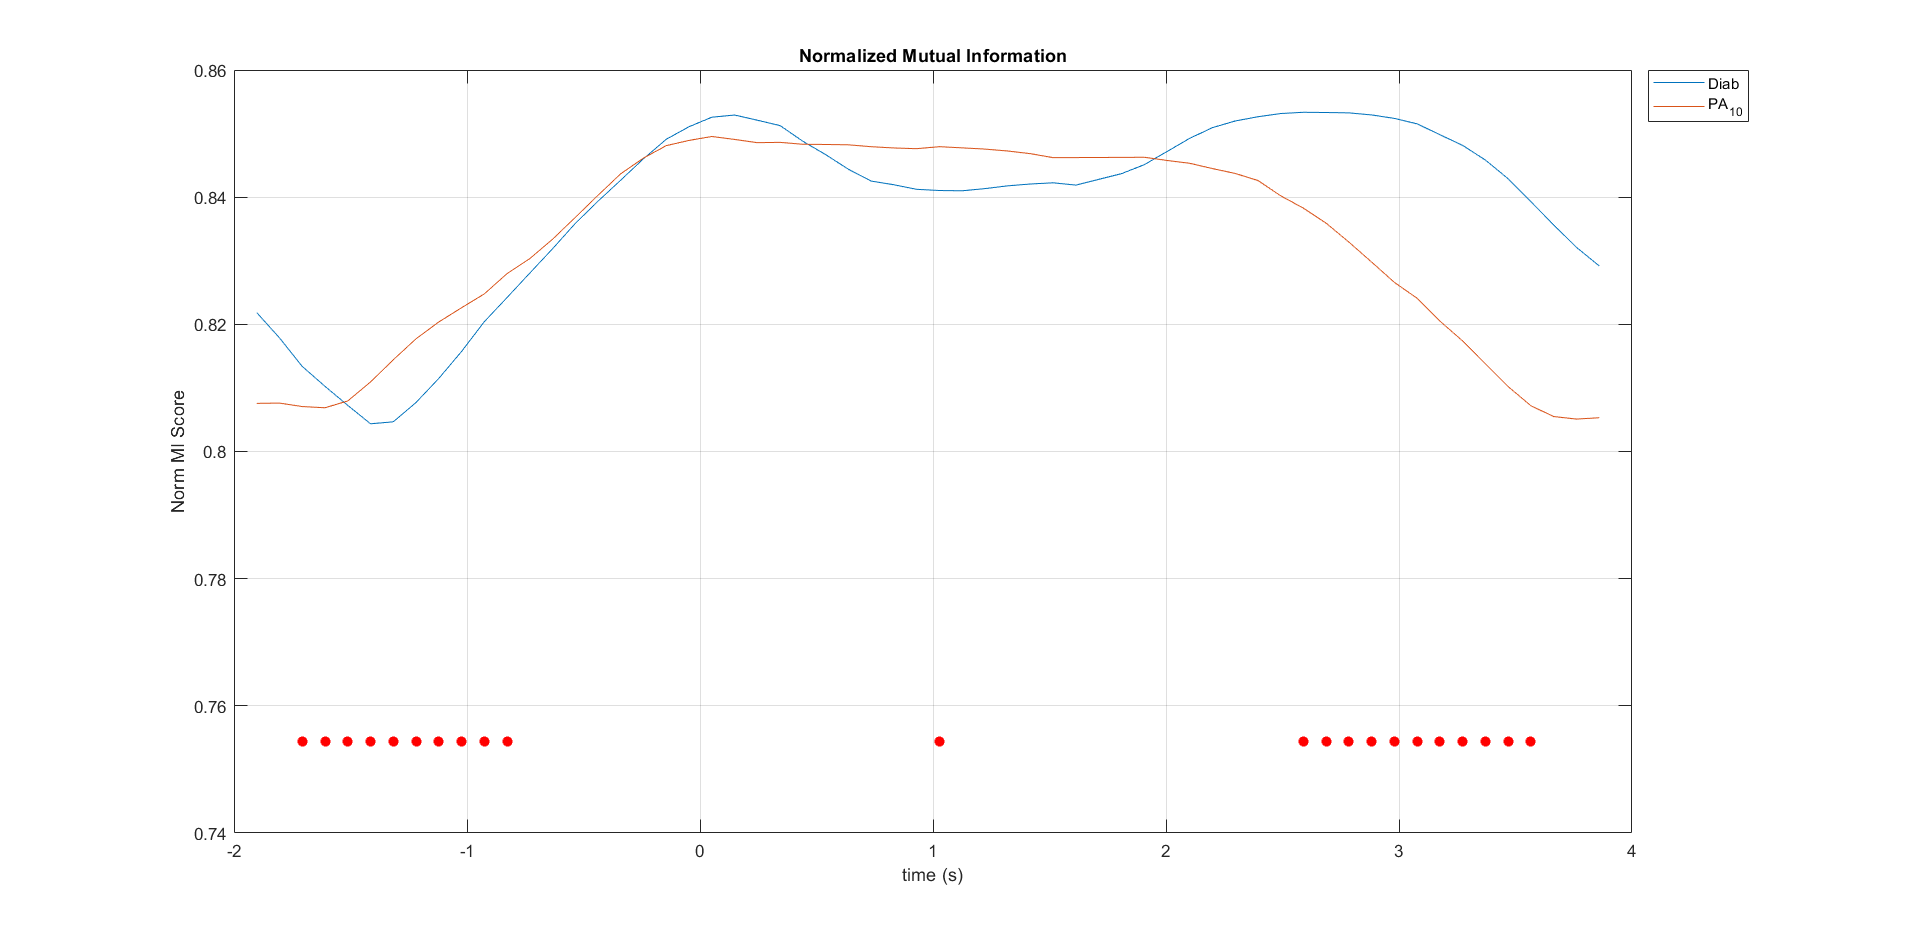 Normalized Mutual Information
Diab
PA10
Norm MI Score
0.86
0.84
0.82
0.8
0.78
0.76
0.74
-2 -1 0 1 2 3 4
time (s)